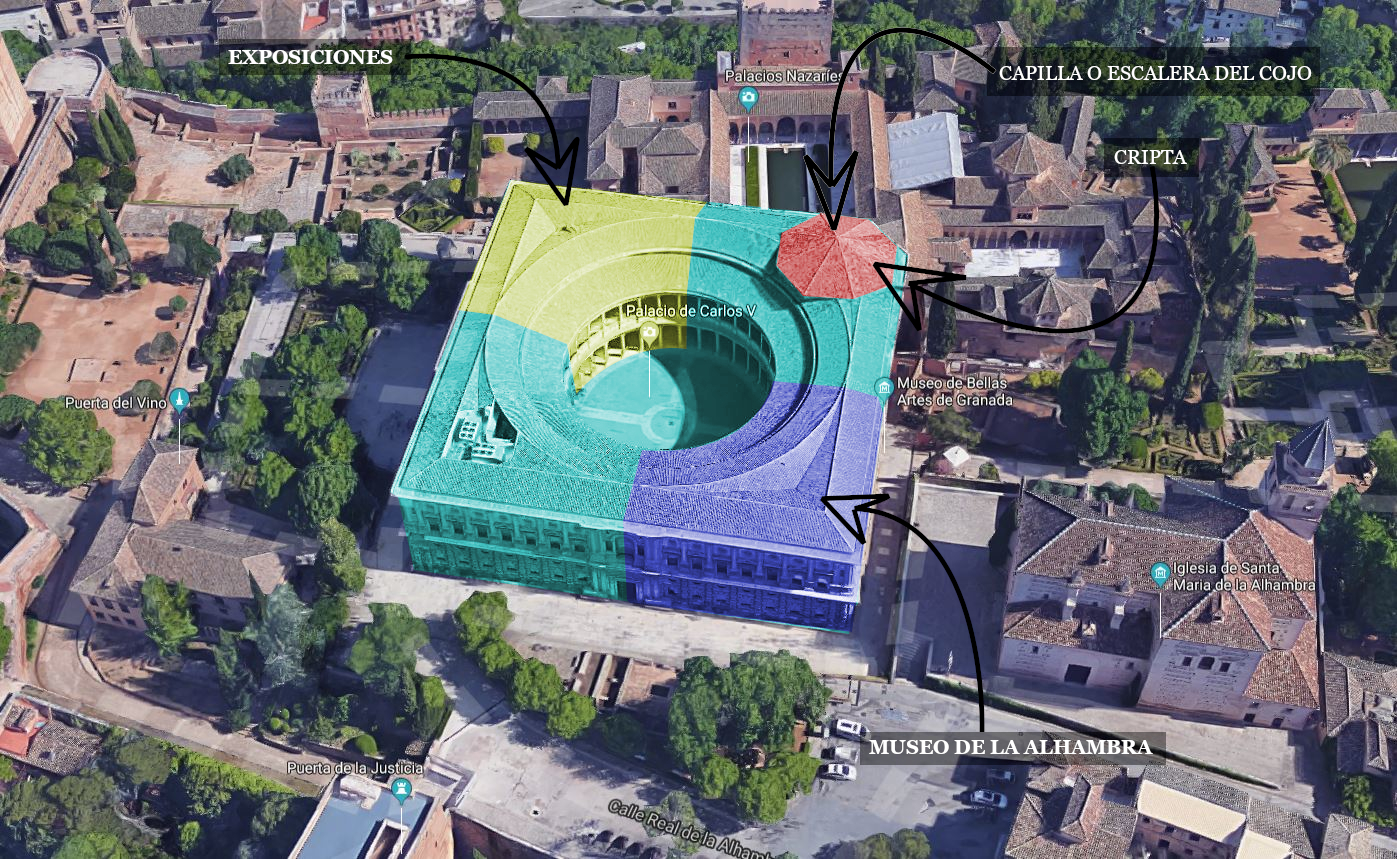 EXPOSICIONES
CAPILLA O ESCALERA DEL COJO
Palacios Nazaríes
CRIPTA
Palacio de Carlos V
Museo de Bellas
Artes de Granada
Puerta del Vino
Iglesia de Santa
Maria de la Alhambra
MUSEO DE LA ALHAMBRA
Puerta de la Justicia
Calle Real de la Alhamb